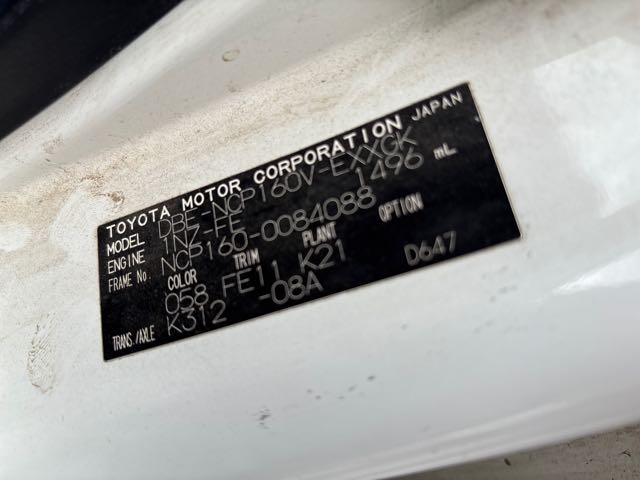 TOYOTA MOTOR CORPORATION JAPAN
MODEL DBE-NCP160V-EXXGK
ENGINE 1NZ-FE 1496 mL
FRAME No. NCP160-0084088
COLOR TRIM PLANT OPTION
058 FE11 K21 D647
TRANS./AXLE K312 -08A